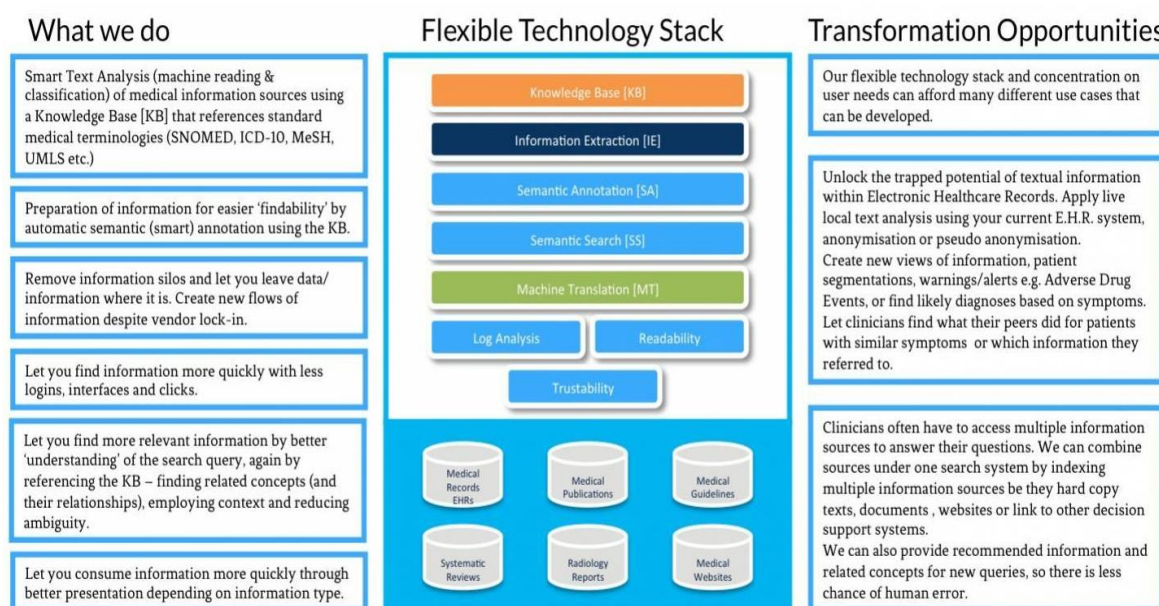 What we do
Smart Text Analysis (machine reading &
classification) of medical information sources using
a Knowledge Base [KB] that references standard
medical terminologies (SNOMED, ICD-10, MeSH,
UMLS etc.)
Preparation of information for easier ‘findability’ by
automatic semantic (smart) annotation using the KB.
Remove information silos and let you leave data/
information where it is. Create new flows of
information despite vendor lock-in.
Let you find information more quickly with less
logins, interfaces and clicks.
Let you find more relevant information by better
‘understanding’ of the search query, again by
referencing the KB – finding related concepts (and
their relationships), employing context and reducing
ambiguity.
Let you consume information more quickly through
better presentation depending on information type.
Flexible Technology Stack
Knowledge Base [KB]
Information Extraction [IE]
Semantic Annotation [SA]
Semantic Search [SS]
Machine Translation [MT]
Log Analysis
Readability
Trustability
Medical
Records
EHRs
Medical
Publications
Medical
Guidelines
Systematic
Reviews
Radiology
Reports
Medical
Websites
Transformation Opportunities
Our flexible technology stack and concentration on
user needs can afford many different use cases that
can be developed.
Unlock the trapped potential of textual information
within Electronic Healthcare Records. Apply live
local text analysis using your current E.H.R. system,
anonymisation or pseudo anonymisation.
Create new views of information, patient
segmentations, warnings/alerts e.g. Adverse Drug
Events, or find likely diagnoses based on symptoms.
Let clinicians find what their peers did for patients
with similar symptoms or which information they
referred to.
Clinicians often have to access multiple information
sources to answer their questions. We can combine
sources under one search system by indexing
multiple information sources be they hard copy
texts, documents , websites or link to other decision
support systems.
We can also provide recommended information and
related concepts for new queries, so there is less
chance of human error.